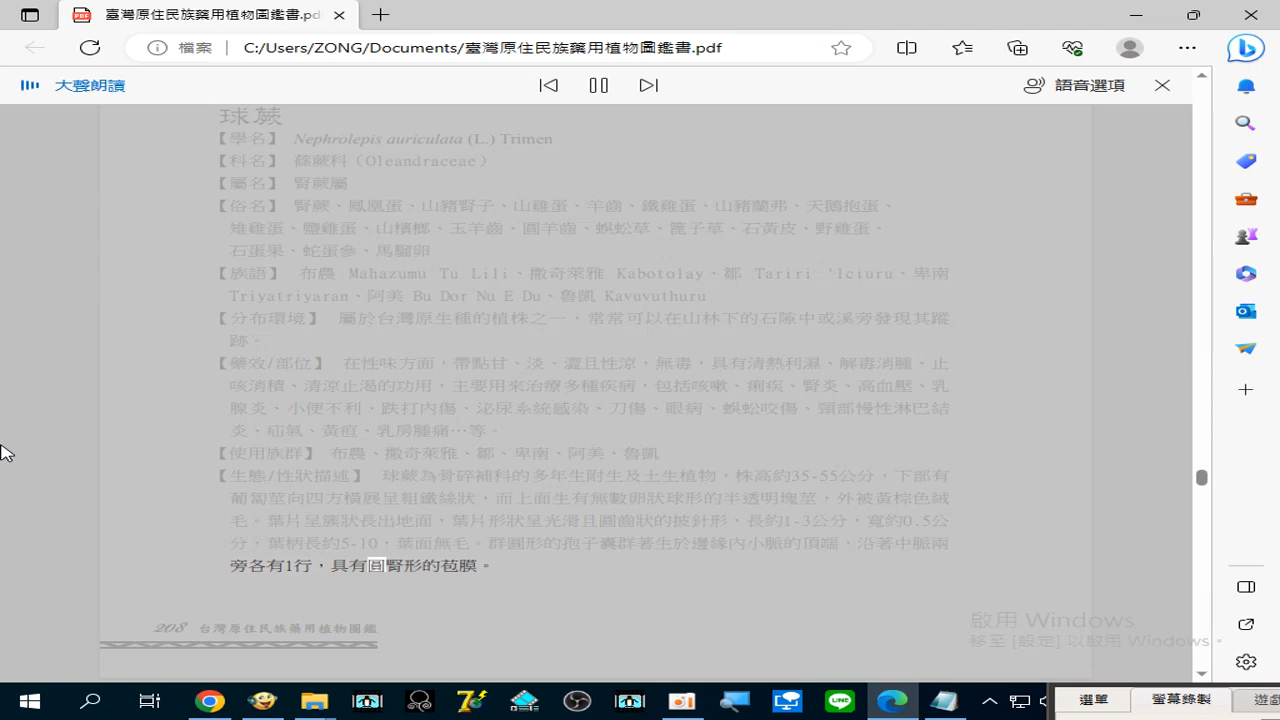 臺灣原住民族藥用植物圖鑑書.pdf
檔案 C:/Users/ZONG/Documents/臺灣原住民族藥用植物圖鑑書.pdf
大聲朗讀
語音選項
球蕨
【學名】 Nephrolepis auriculata (L.) Trimen
【科名】 蓧蕨科（Oleandraceae）
【屬名】 腎蕨屬
【俗名】 腎蕨、鳳凰蛋、山豬腎子、山雞蛋、羊齒、鐵雞蛋、山豬蘭弗、天鵝抱蛋、
雉雞蛋、鹽雞蛋、山檳榔、玉羊齒、圓羊齒、蜈蚣草、篦子草、石黃皮、野雞蛋、
石蛋果、蛇蛋參、馬騮卵
【族語】 布農 Mahazumu Tu Lili、撒奇萊雅 Kabotolay、鄒 Tariri 'Iciuru、卑南
Triyatriyaran、阿美 Bu Dor Nu E Du、魯凱 Kavuvuthuru
【分布環境】 屬於台灣原生種的植株之一，常常可以在山林下的石隙中或溪旁發現其蹤
跡。
【藥效/部位】 在性味方面，帶點甘、淡、澀且性涼，無毒，具有清熱利濕、解毒消腫、止
咳消積、清涼止渴的功用，主要用來治療多種疾病，包括咳嗽、痢疾、腎炎、高血壓、乳
腺炎、小便不利、跌打內傷、泌尿系統感染、刀傷、眼病、蜈蚣咬傷、頸部慢性淋巴結
炎、疝氣、黃疸、乳房腫痛…等。
【使用族群】 布農、撒奇萊雅、鄒、卑南、阿美、魯凱
【生態/性狀描述】 球蕨為骨碎補科的多年生附生及土生植物，株高約35-55公分，下部有
葡匐莖向四方橫展呈粗鐵絲狀，而上面生有無數卵狀球形的半透明塊莖，外被黃棕色絨
毛。葉片呈簇狀長出地面，葉片形狀呈光滑且圓齒狀的披針形，長約1-3公分，寬約0.5公
分，葉柄長約5-10，葉面無毛。群圓形的孢子囊群著生於邊緣內小脈的頂端，沿著中脈兩
旁各有1行，具有圓腎形的苞膜。
208 台灣原住民族藥用植物圖鑑
啟用 Windows
移至 [設定] 以啟用 Windows。
選單 螢幕錄製 遊戲